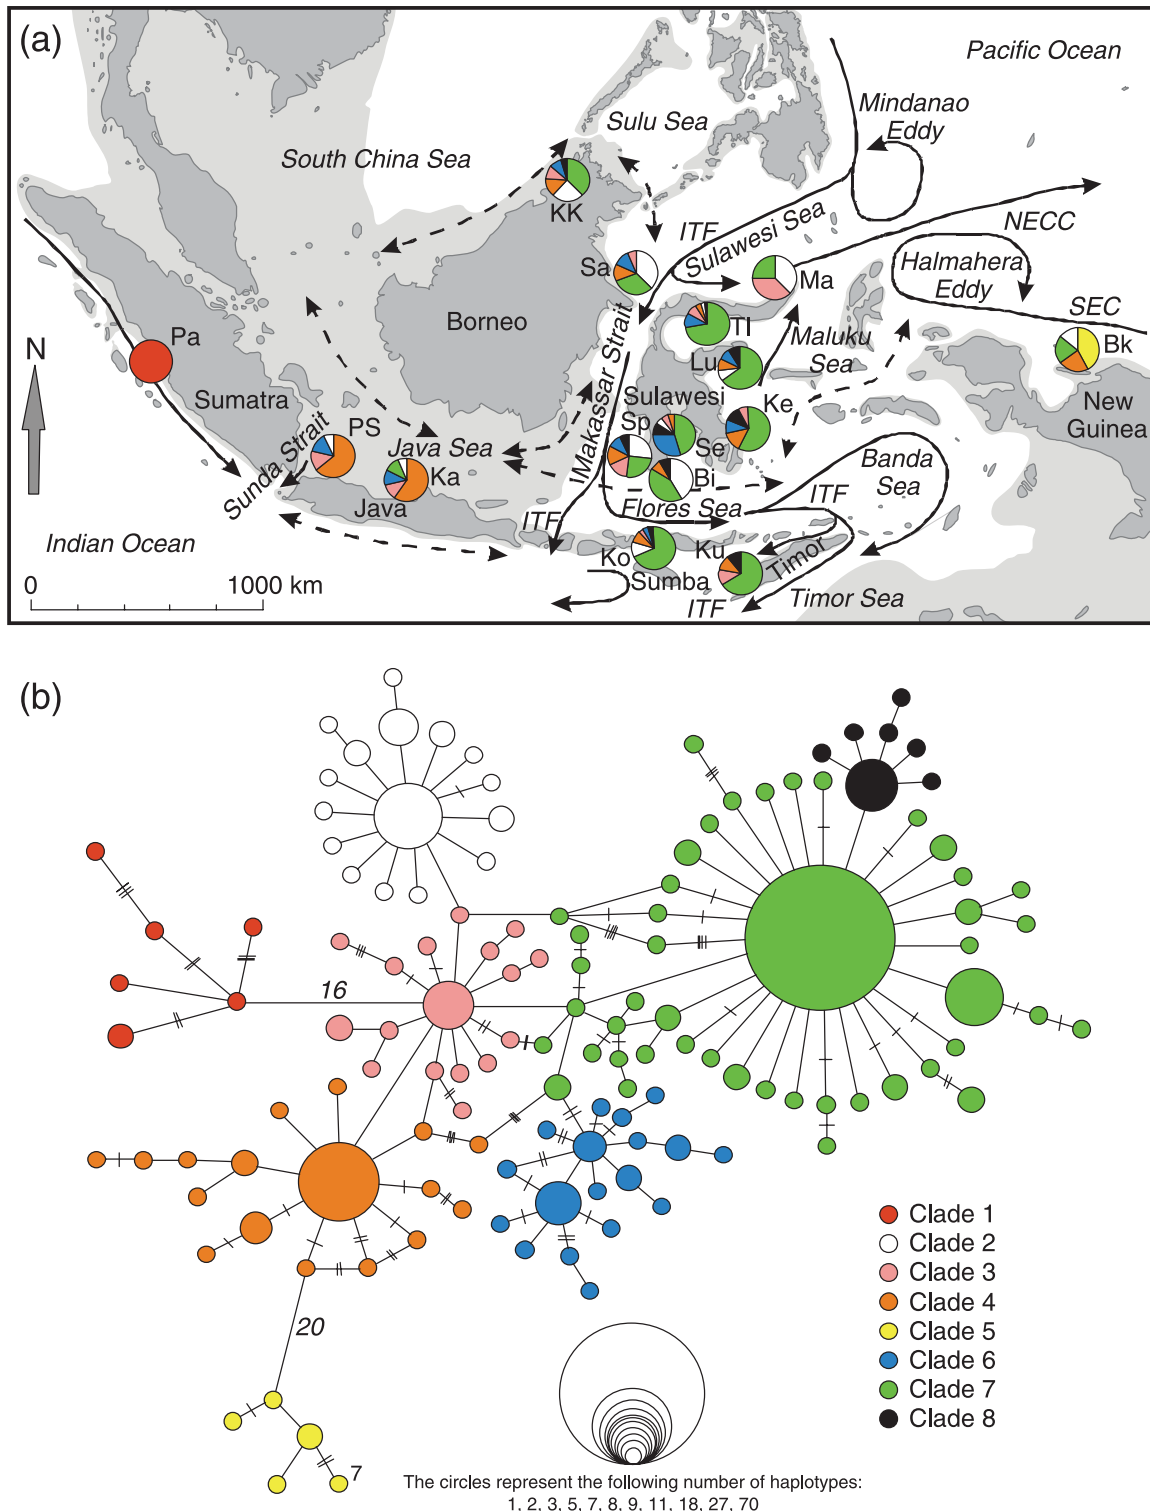 (a)
Pacific Ocean
Mindanao
Eddy
Sulu Sea
South China Sea
KK
NECC
ITF
Sulawesi Sea
Sa
Ma
Halmahera
Eddy
SEC
Borneo
Makassar Strait
TI
Maluku
Sea
Bk
Pa
N
Lu
Sumatra
Sulawesi
Ke
New
Guinea
Sunda Strait
PS
Java Sea
Sp
Se
Banda
Sea
Ka
Bi
Java
Flores Sea
ITF
Indian Ocean
ITF
Ko
Ku
Timor
0
1000 km
Sumba
ITF
Timor Sea
(b)
16
20
7
Clade 1
Clade 2
Clade 3
Clade 4
Clade 5
Clade 6
Clade 7
Clade 8
The circles represent the following number of haplotypes:
1, 2, 3, 5, 7, 8, 9, 11, 18, 27, 70